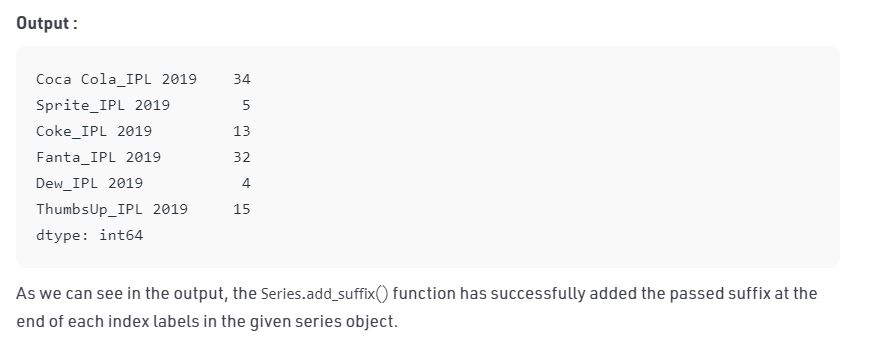 Output :
Coca Cola_IPL 2019    34
Sprite_IPL 2019        5
Coke_IPL 2019         13
Fanta_IPL 2019        32
Dew_IPL 2019           4
ThumbsUp_IPL 2019     15
dtype: int64
As we can see in the output, the Series.add_suffix() function has successfully added the passed suffix at the
end of each index labels in the given series object.